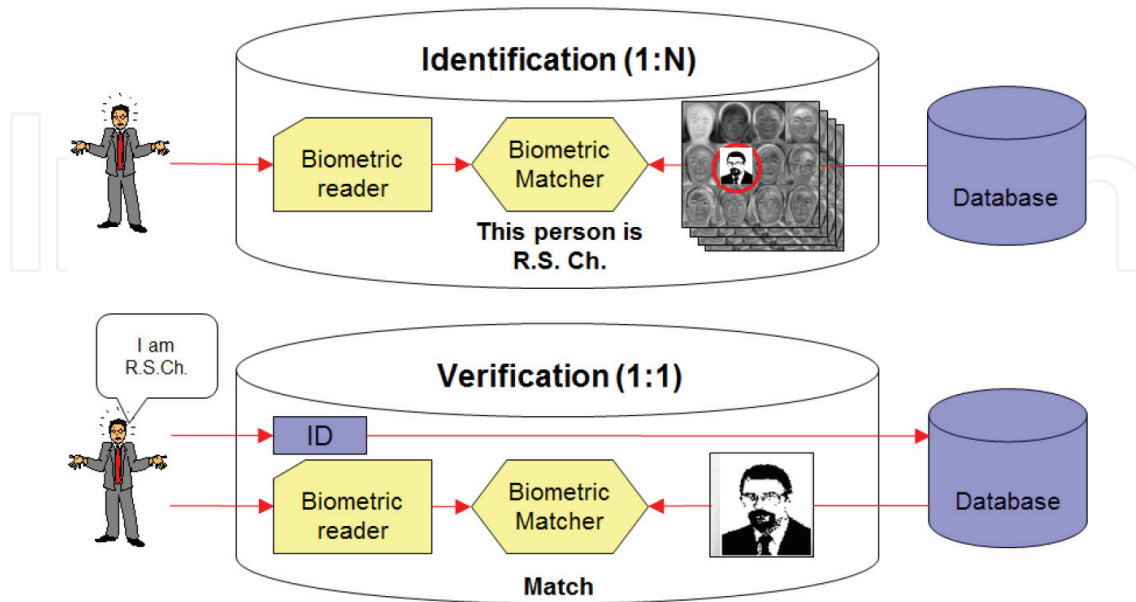 Identification (1:N)
Biometric
reader
Biometric
Matcher
This person is
R.S. Ch.
Database
I am
R.S.Ch.
Verification (1:1)
ID
Biometric
reader
Biometric
Matcher
Database
Match